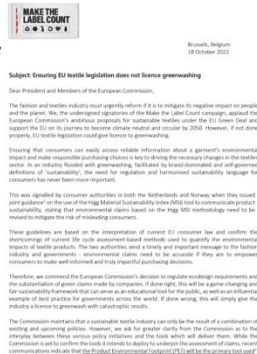 MAKE THE
LABEL COUNT
Brussels, Belgium
18 October 2022
Subject: Ensuring EU textile legislation does not licence greenwashing
Dear President and Members of the European Commission,
The fashion and textiles industry must urgently reform if it is to mitigate its negative impact on people
and the planet. We, the undersigned signatories of the Make the Label Count campaign, applaud the
European Commission's ambitious proposals for sustainable textiles under the EU Green Deal and
support the EU on its journey to become climate neutral and circular by 2050. However, if not done
properly, EU textile legislation could give licence to greenwashing.
Ensuring that consumers can easily access reliable information about a garment's environmental
impact and make responsible purchasing choices is key to driving the necessary changes in the textiles
sector. In an industry flooded with greenwashing, facilitated by brand-dominated and self-governed
definitions of 'sustainability', the need for regulation and harmonised sustainability language for
consumers has never been more important.
This was signalled by consumer authorities in both the Netherlands and Norway when they issued
joint guidance¹ on the use of the Higg Material Sustainability Index (MSI) tool to communicate product
sustainability, stating that environmental claims based on the Higg MSI methodology need to be
revised to mitigate the risk of misleading consumers.
These guidelines are based on the interpretation of current EU consumer law and confirm the
shortcomings of current life cycle assessment-based methods used to quantify the environmental
impacts of textile products. The two authorities send a timely and important message to the fashion
industry and governments - environmental claims need to be accurate if they are to empower
consumers to make well-informed and truly impactful purchasing decisions.
Therefore, we commend the European Commission's decision to regulate ecodesign requirements and
the substantiation of green claims made by companies. If done right, this will be a game-changing and
fair sustainability framework that can serve as an educational tool for the public, as well as an influential
example of best practice for governments across the world. If done wrong, this will simply give the
industry a licence to greenwash with catastrophic results.
The Commission maintains that a sustainable textile industry can only be the result of a combination of
existing and upcoming policies. However, we ask for greater clarity from the Commission as to the
interplay between these various policy initiatives and the tools which will deliver them. While the
Commission is yet to confirm the tools it intends to deploy to underpin the assessment of claims, recent
communications indicate that the Product Environmental Footprint (PEF) will be the primary tool used²